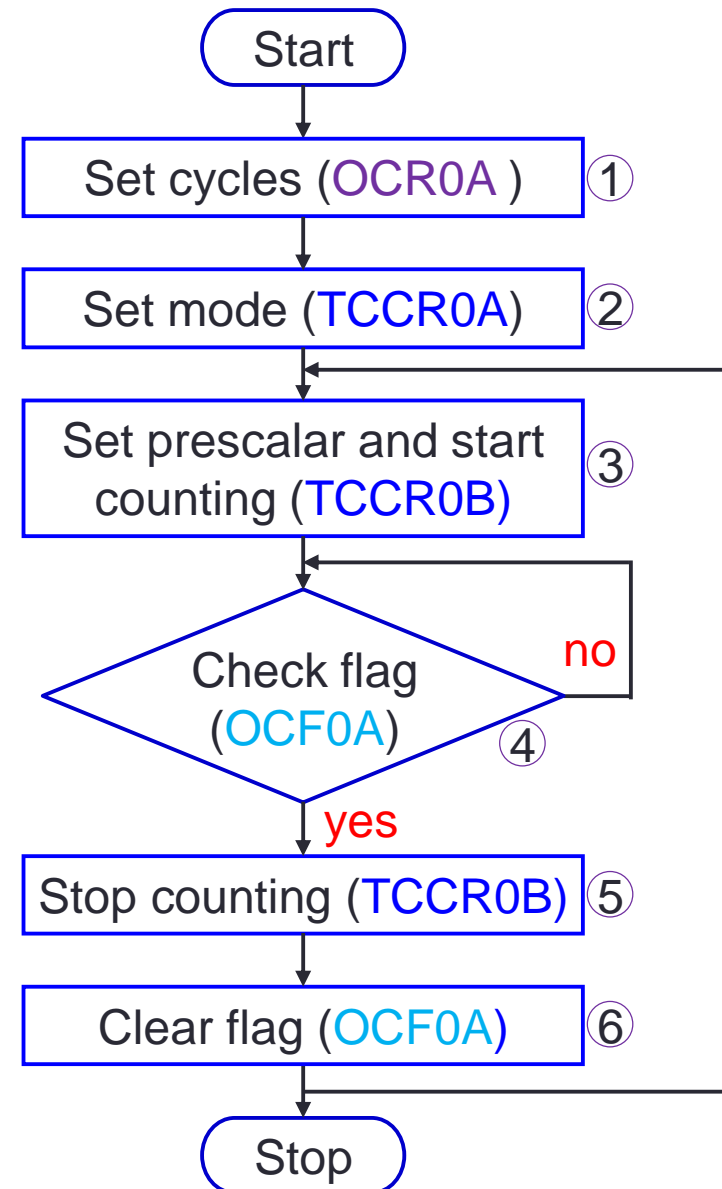 Start
Set cycles (OCR0A )
①
Set mode (TCCR0A)
②
Set prescalar and start
counting (TCCR0B)
③
Check flag
(OCF0A)
no
④
yes
Stop counting (TCCR0B)
⑤
Clear flag (OCF0A)
⑥
Stop